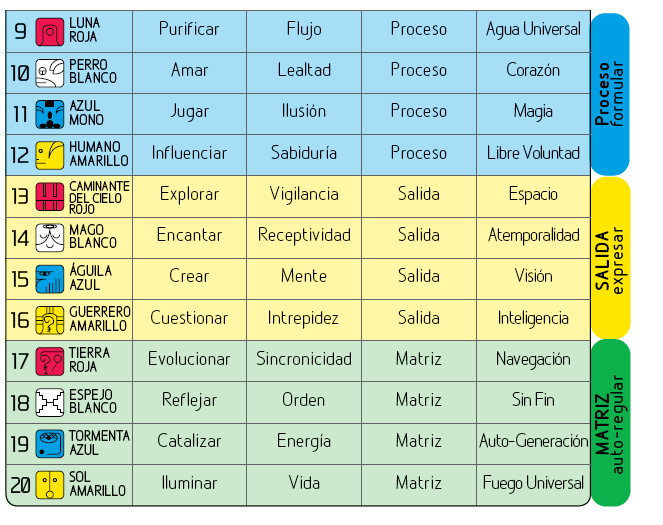 9 LUNA ROJA Purificar Flujo Proceso Agua Universal
10 PERRO BLANCO Amar Lealtad Proceso Corazón
11 AZUL MONO Jugar Ilusión Proceso Magia
12 HUMANO AMARILLO Influenciar Sabiduría Proceso Libre Voluntad
Proceso
formular
13 CAMINANTE DEL CIELO ROJO Explorar Vigilancia Salida Espacio
14 MAGO BLANCO Encantar Receptividad Salida Atemporalidad
15 ÁGUILA AZUL Crear Mente Salida Visión
16 GUERRERO AMARILLO Cuestionar Intrepidez Salida Inteligencia
SALIDA
expresar
17 TIERRA ROJA Evolucionar Sincronicidad Matriz Navegación
18 ESPEJO BLANCO Reflejar Orden Matriz Sin Fin
19 TORMENTA AZUL Catalizar Energía Matriz Auto-Generación
20 SOL AMARILLO Iluminar Vida Matriz Fuego Universal
MATRIZ
auto-regular